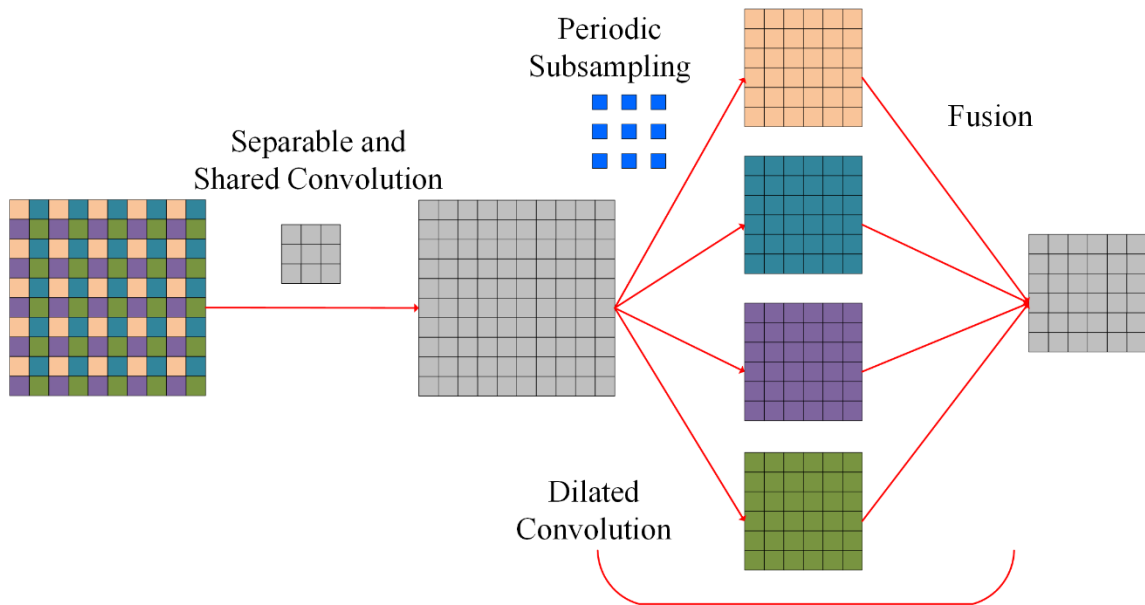 Separable and
Shared Convolution
Periodic
Subsampling
Fusion
Dilated
Convolution